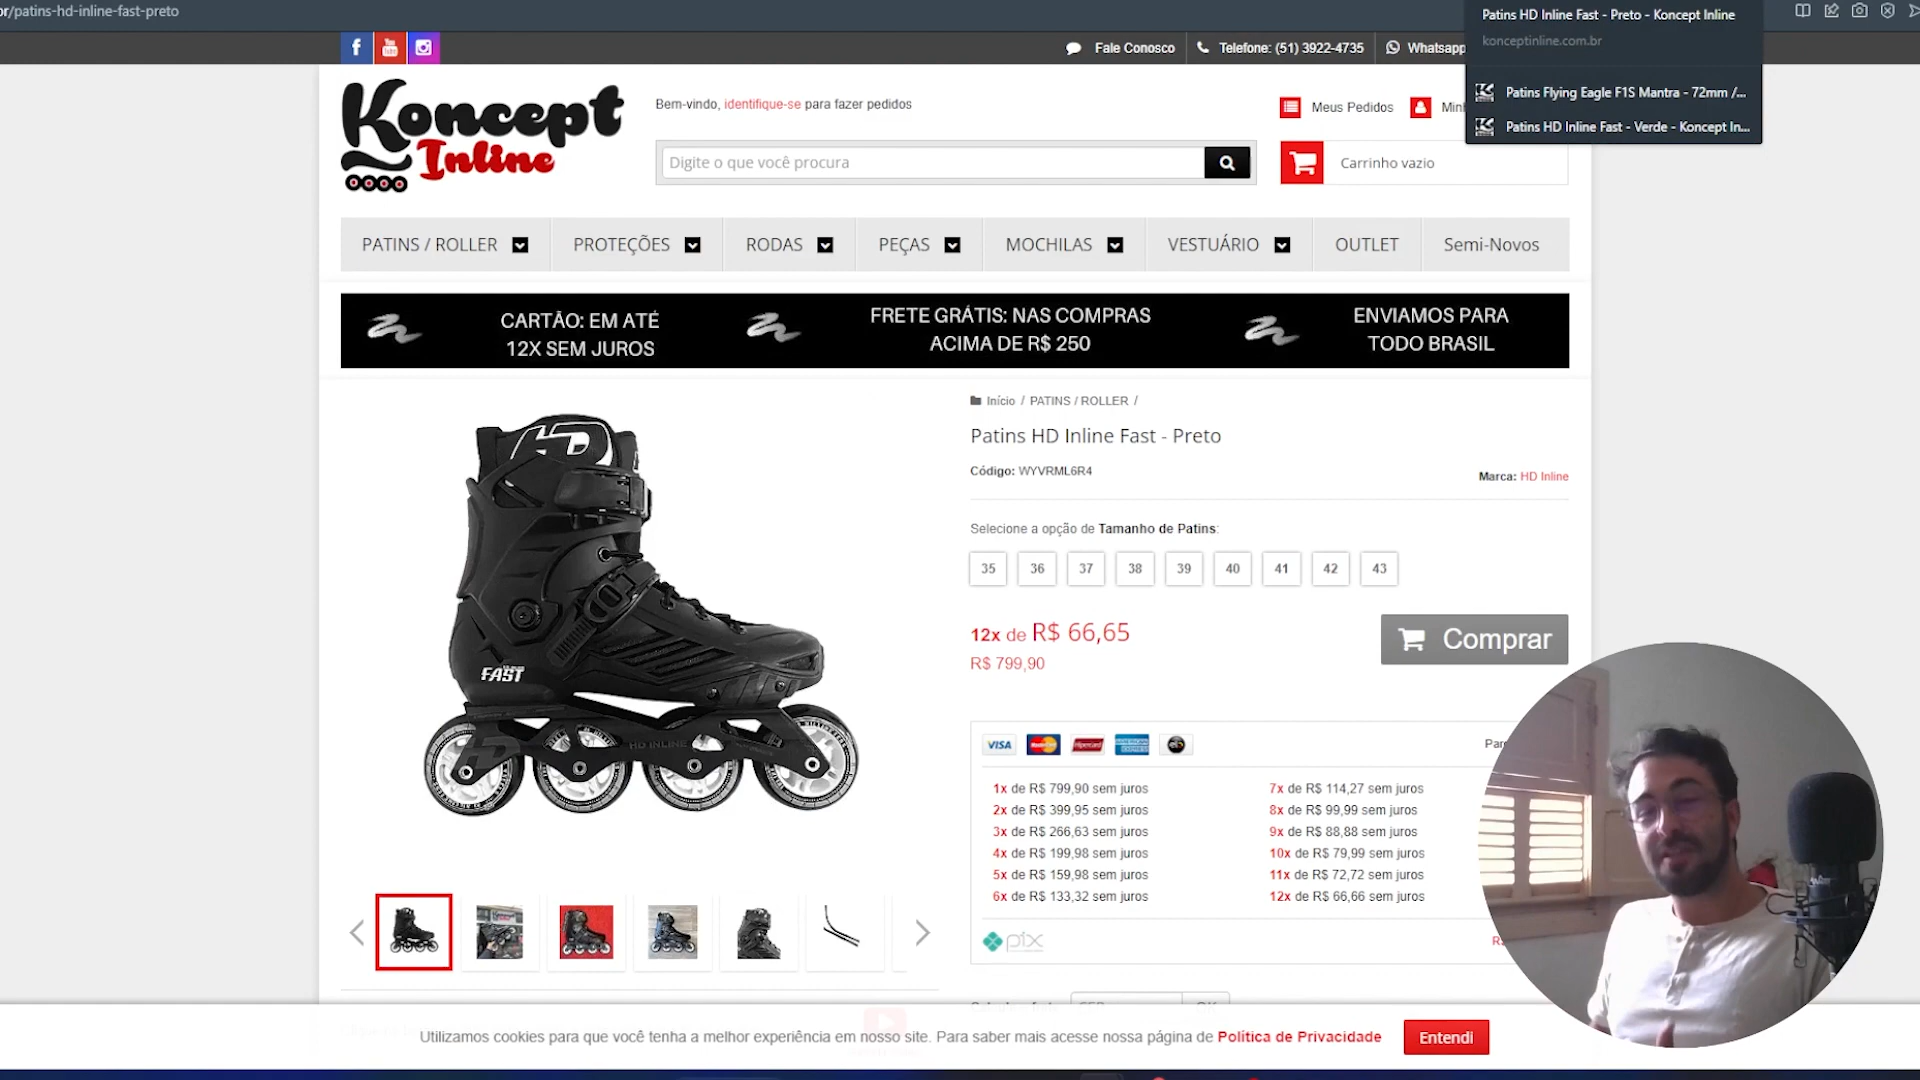 or/patins-hd-inline-fast-preto
Patins HD Inline Fast - Preto - Koncept Inline
konceptinline.com.br
Patins Flying Eagle F1S Mantra - 72mm /...
Patins HD Inline Fast - Verde - Koncept In...
Fale Conosco
Telefone: (51) 3922-4735
Whatsapp
Koncept
Inline
Bem-vindo, identifique-se para fazer pedidos
Meus Pedidos
Digite o que você procura
Carrinho vazio
PATINS / ROLLER
PROTEÇÕES
RODAS
PEÇAS
MOCHILAS
VESTUÁRIO
OUTLET
Semi-Novos
CARTÃO: EM ATÉ
12X SEM JUROS
FRETE GRÁTIS: NAS COMPRAS
ACIMA DE R$ 250
ENVIAMOS PARA
TODO BRASIL
Início / PATINS / ROLLER /
Patins HD Inline Fast - Preto
Código: WYVRML6R4
Marca: HD Inline
Selecione a opção de Tamanho de Patins:
35 36 37 38 39 40 41 42 43
12x de R$ 66,65
R$ 799,90
Comprar
HD
FAST
HD INLINE
VISA
1x de R$ 799,90 sem juros
2x de R$ 399,95 sem juros
3x de R$ 266,63 sem juros
4x de R$ 199,98 sem juros
5x de R$ 159,98 sem juros
6x de R$ 133,32 sem juros
7x de R$ 114,27 sem juros
8x de R$ 99,99 sem juros
9x de R$ 88,88 sem juros
10x de R$ 79,99 sem juros
11x de R$ 72,72 sem juros
12x de R$ 66,66 sem juros
pix
Utilizamos cookies para que você tenha a melhor experiência em nosso site. Para saber mais acesse nossa página de Política de Privacidade
Entendi